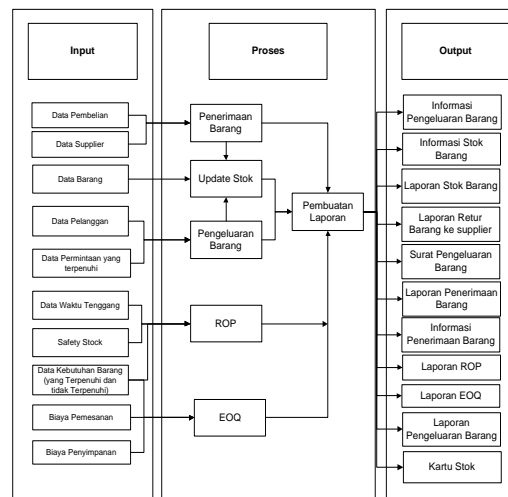 Input
Proses
Output
Data Pembelian
Data Supplier
Data Barang
Data Pelanggan
Data Permintaan yang
terpenuhi
Data Waktu Tenggang
Safety Stock
Data Kebutuhan Barang
(yang Terpenuhi dan
tidak Terpenuhi)
Biaya Pemesanan
Biaya Penyimpanan
Penerimaan
Barang
Update Stok
Pengeluaran
Barang
ROP
EOQ
Pembuatan
Laporan
Informasi
Pengeluaran Barang
Informasi Stok
Barang
Laporan Stok Barang
Laporan Retur
Barang ke supplier
Surat Pengeluaran
Barang
Laporan Penerimaan
Barang
Informasi
Penerimaan Barang
Laporan ROP
Laporan EOQ
Laporan
Pengeluaran Barang
Kartu Stok